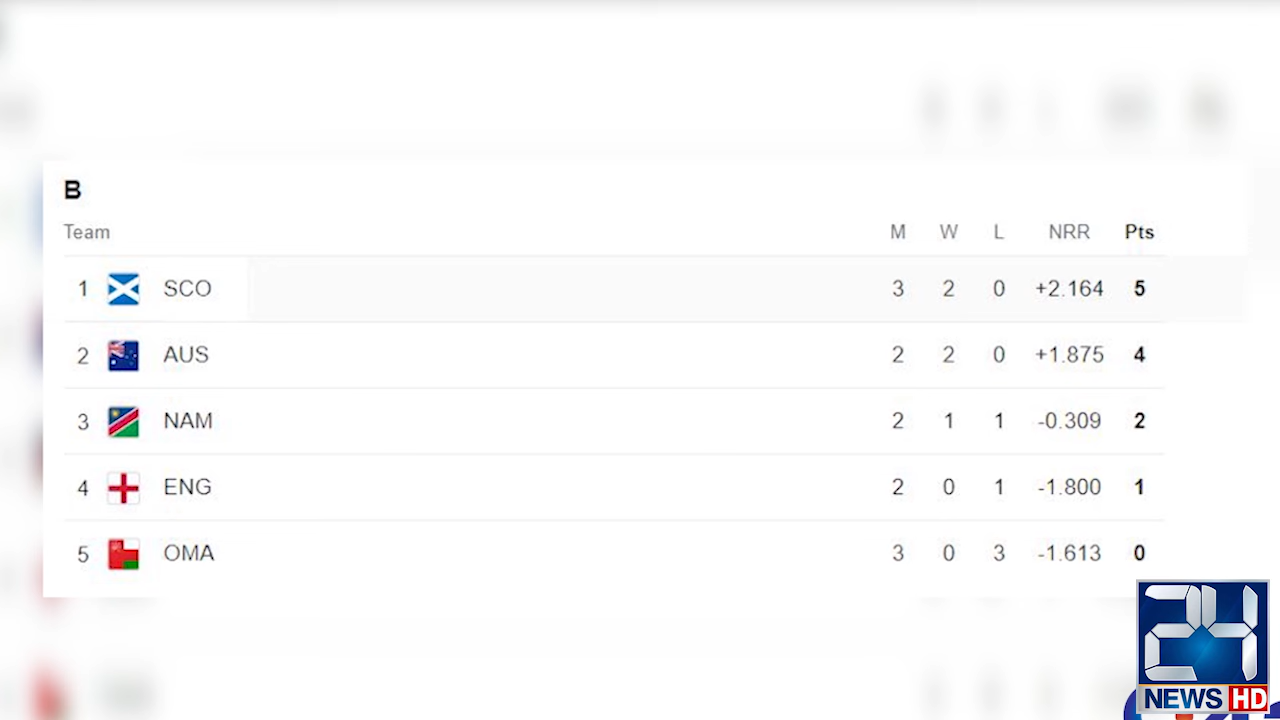 B
Team M W L NRR Pts
1 SCO 3 2 0 +2.164 5
2 AUS 2 2 0 +1.875 4
3 NAM 2 1 1 -0.309 2
4 ENG 2 0 1 -1.800 1
5 OMA 3 0 3 -1.613 0
24
NEWS HD